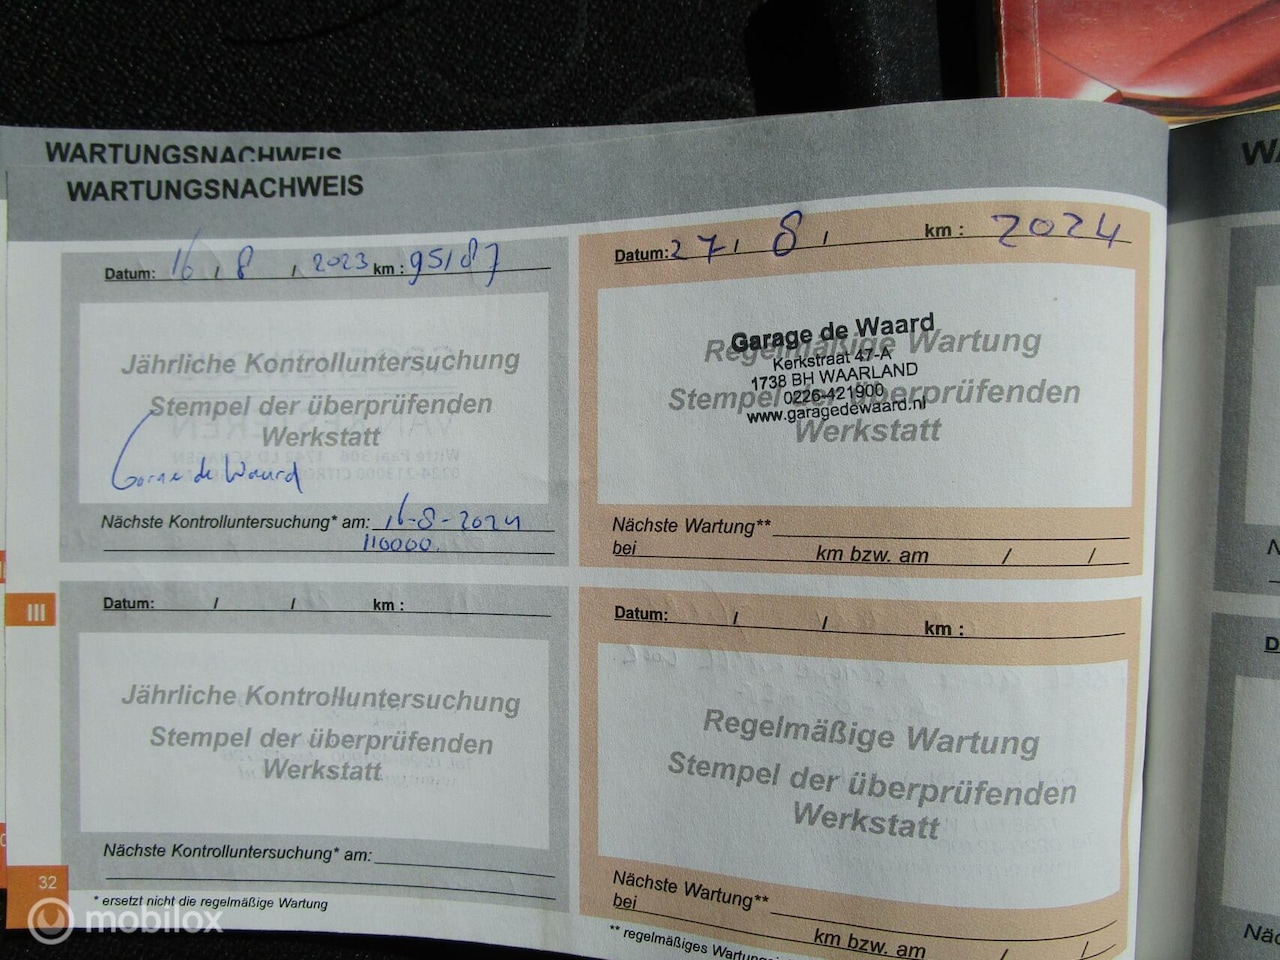 WARTUNGSNACHWEIS
WARTUNGSNACHWEIS
Datum: 16 / 8 / 2023 km : 95187
Jährliche Kontrolluntersuchung
Stempel der überprüfenden
Werkstatt
de Waard
Nächste Kontrolluntersuchung* am: 16-8-2024
110000.
Datum: 27 / 8 / km : 2024
Regelmäßige Wartung
Stempel der überprüfenden
Werkstatt
Garage de Waard
Kerkstraat 47-A
1738 BH WAARLAND
0226-421900
www.garagedewaard.nl
Nächste Wartung**
bei km bzw. am / /
III
Datum: / / km :
Jährliche Kontrolluntersuchung
Stempel der überprüfenden
Werkstatt
Nächste Kontrolluntersuchung* am:
* ersetzt nicht die regelmäßige Wartung
Datum: / / km :
Regelmäßige Wartung
Stempel der überprüfenden
Werkstatt
Nächste Wartung**
bei km bzw. am / /
32
mobilox